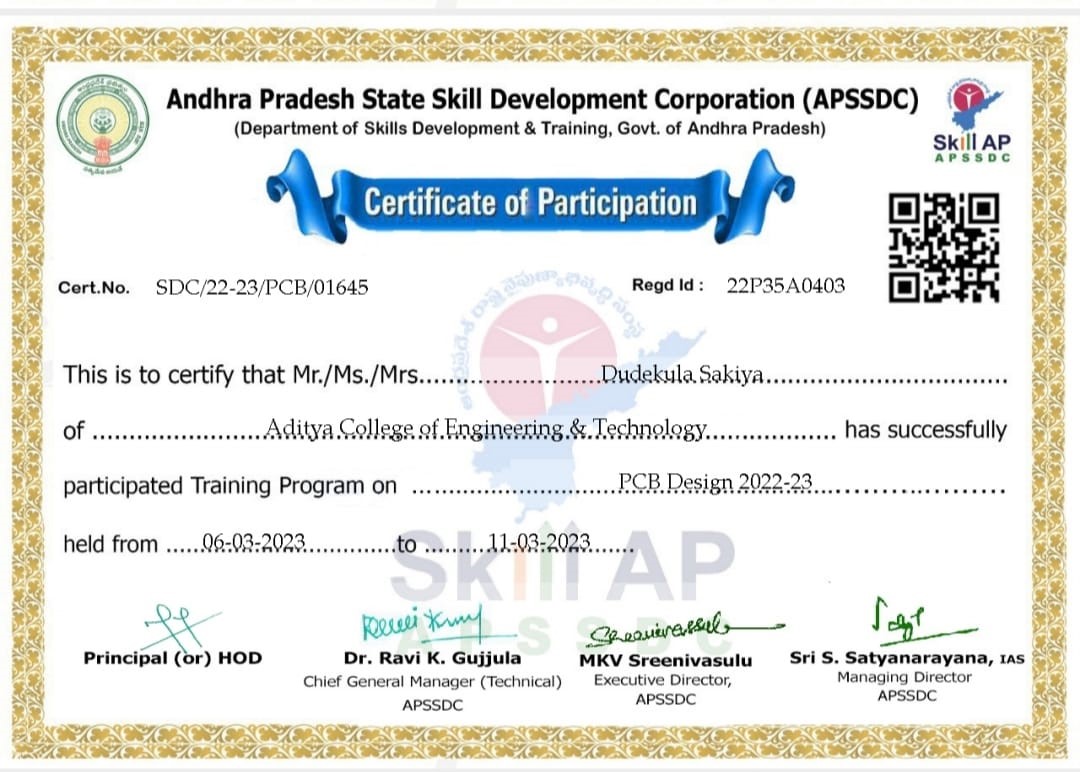 Andhra Pradesh State Skill Development Corporation (APSSDC)
(Department of Skills Development & Training, Govt. of Andhra Pradesh)
Skill AP
APSSDC
Certificate of Participation
Cert.No. SDC/22-23/PCB/01645
Regd Id : 22P35A0403
This is to certify that Mr./Ms./Mrs.........................Dudekula Sakiya.................................
of .......................Aditya College of Engineering & Technology.................. has successfully
participated Training Program on ............................PCB Design 2022-23..........................
held from .....06-03-2023.............to .........11-03-2023......
Skill AP
APSSDC
Principal (or) HOD
Dr. Ravi K. Gujjula
Chief General Manager (Technical)
APSSDC
MKV Sreenivasulu
Executive Director,
APSSDC
Sri S. Satyanarayana, IAS
Managing Director
APSSDC